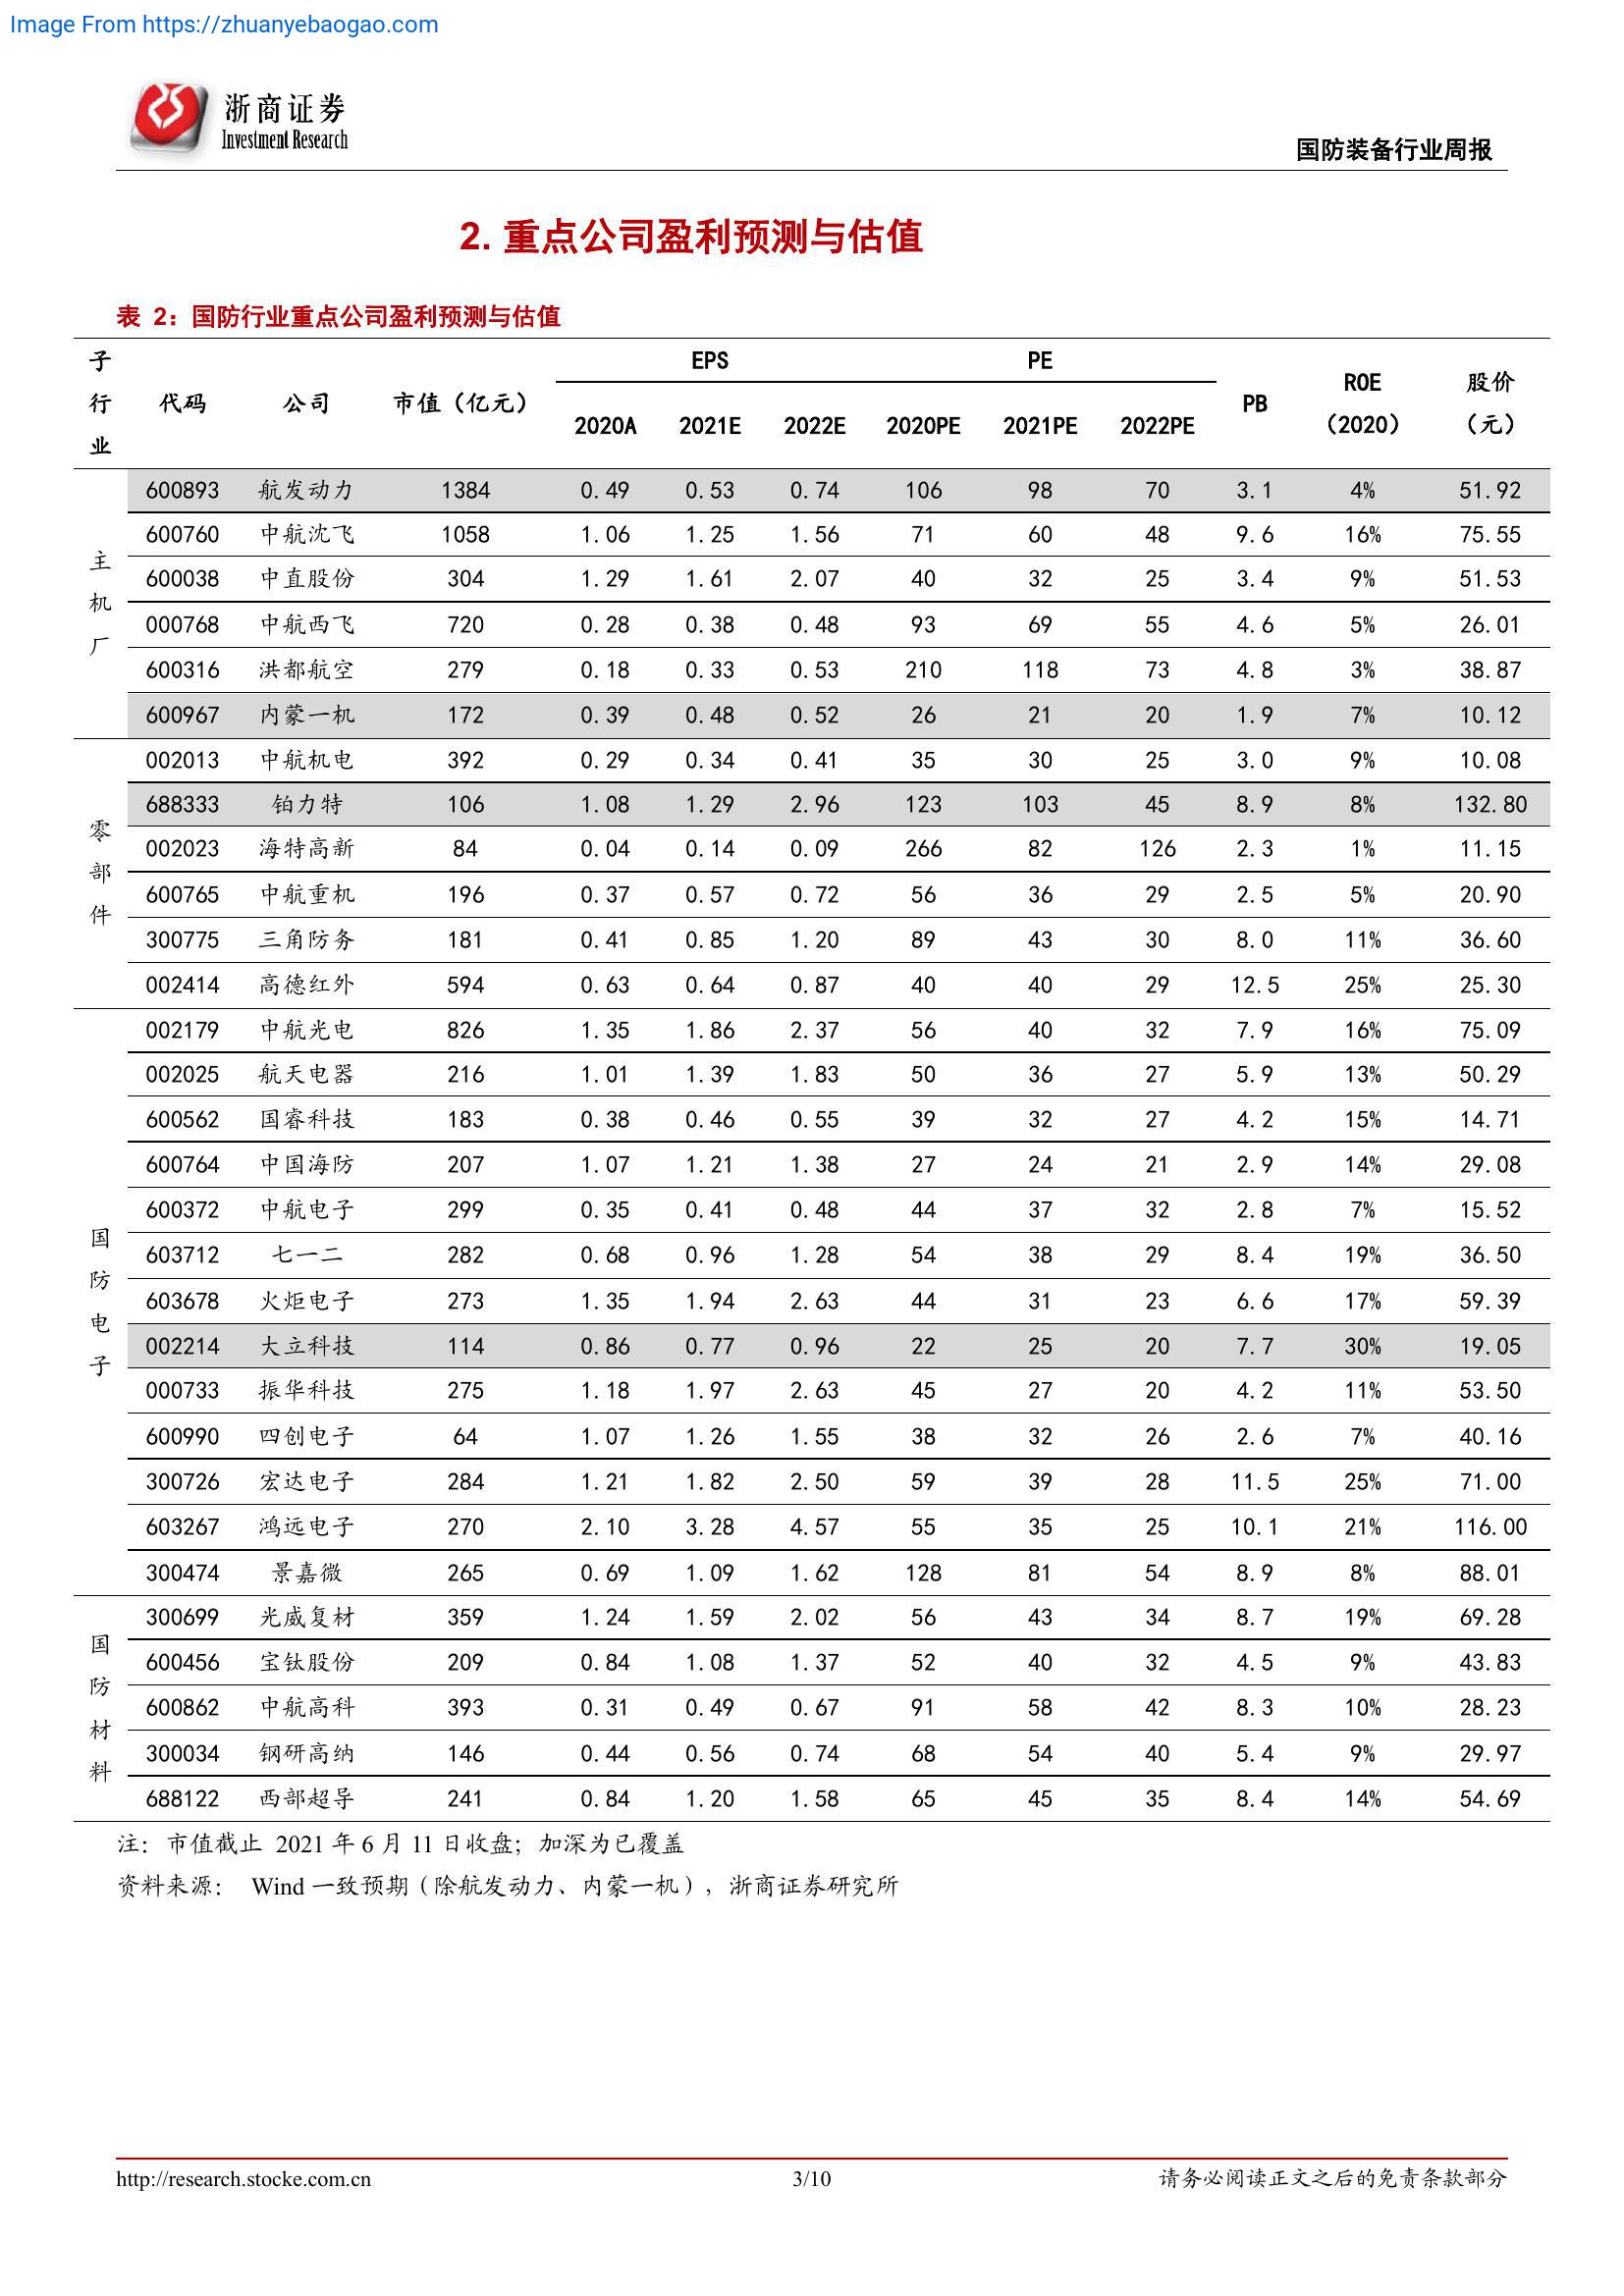 Image From https://zhuanyebaogao.com
浙商证券
Investment Research
国防装备行业周报
2. 重点公司盈利预测与估值
表 2：国防行业重点公司盈利预测与估值
子行业 代码 公司 市值（亿元） EPS PE PB ROE（2020） 股价（元）
2020A 2021E 2022E 2020PE 2021PE 2022PE
主机厂
600893 航发动力 1384 0.49 0.53 0.74 106 98 70 3.1 4% 51.92
600760 中航沈飞 1058 1.06 1.25 1.56 71 60 48 9.6 16% 75.55
600038 中直股份 304 1.29 1.61 2.07 40 32 25 3.4 9% 51.53
000768 中航西飞 720 0.28 0.38 0.48 93 69 55 4.6 5% 26.01
600316 洪都航空 279 0.18 0.33 0.53 210 118 73 4.8 3% 38.87
600967 内蒙一机 172 0.39 0.48 0.52 26 21 20 1.9 7% 10.12
零部件
002013 中航机电 392 0.29 0.34 0.41 35 30 25 3.0 9% 10.08
688333 铂力特 106 1.08 1.29 2.96 123 103 45 8.9 8% 132.80
002023 海特高新 84 0.04 0.14 0.09 266 82 126 2.3 1% 11.15
600765 中航重机 196 0.37 0.57 0.72 56 36 29 2.5 5% 20.90
300775 三角防务 181 0.41 0.85 1.20 89 43 30 8.0 11% 36.60
002414 高德红外 594 0.63 0.64 0.87 40 40 29 12.5 25% 25.30
国防电子
002179 中航光电 826 1.35 1.86 2.37 56 40 32 7.9 16% 75.09
002025 航天电器 216 1.01 1.39 1.83 50 36 27 5.9 13% 50.29
600562 国睿科技 183 0.38 0.46 0.55 39 32 27 4.2 15% 14.71
600764 中国海防 207 1.07 1.21 1.38 27 24 21 2.9 14% 29.08
600372 中航电子 299 0.35 0.41 0.48 44 37 32 2.8 7% 15.52
603712 七一二 282 0.68 0.96 1.28 54 38 29 8.4 19% 36.50
603678 火炬电子 273 1.35 1.94 2.63 44 31 23 6.6 17% 59.39
002214 大立科技 114 0.86 0.77 0.96 22 25 20 7.7 30% 19.05
000733 振华科技 275 1.18 1.97 2.63 45 27 20 4.2 11% 53.50
600990 四创电子 64 1.07 1.26 1.55 38 32 26 2.6 7% 40.16
300726 宏达电子 284 1.21 1.82 2.50 59 39 28 11.5 25% 71.00
603267 鸿远电子 270 2.10 3.28 4.57 55 35 25 10.1 21% 116.00
300474 景嘉微 265 0.69 1.09 1.62 128 81 54 8.9 8% 88.01
国防材料
300699 光威复材 359 1.24 1.59 2.02 56 43 34 8.7 19% 69.28
600456 宝钛股份 209 0.84 1.08 1.37 52 40 32 4.5 9% 43.83
600862 中航高科 393 0.31 0.49 0.67 91 58 42 8.3 10% 28.23
300034 钢研高纳 146 0.44 0.56 0.74 68 54 40 5.4 9% 29.97
688122 西部超导 241 0.84 1.20 1.58 65 45 35 8.4 14% 54.69
注：市值截止 2021 年 6 月 11 日收盘；加深为已覆盖
资料来源： Wind 一致预期（除航发动力、内蒙一机），浙商证券研究所
http://research.stocke.com.cn 3/10 请务必阅读正文之后的免责条款部分